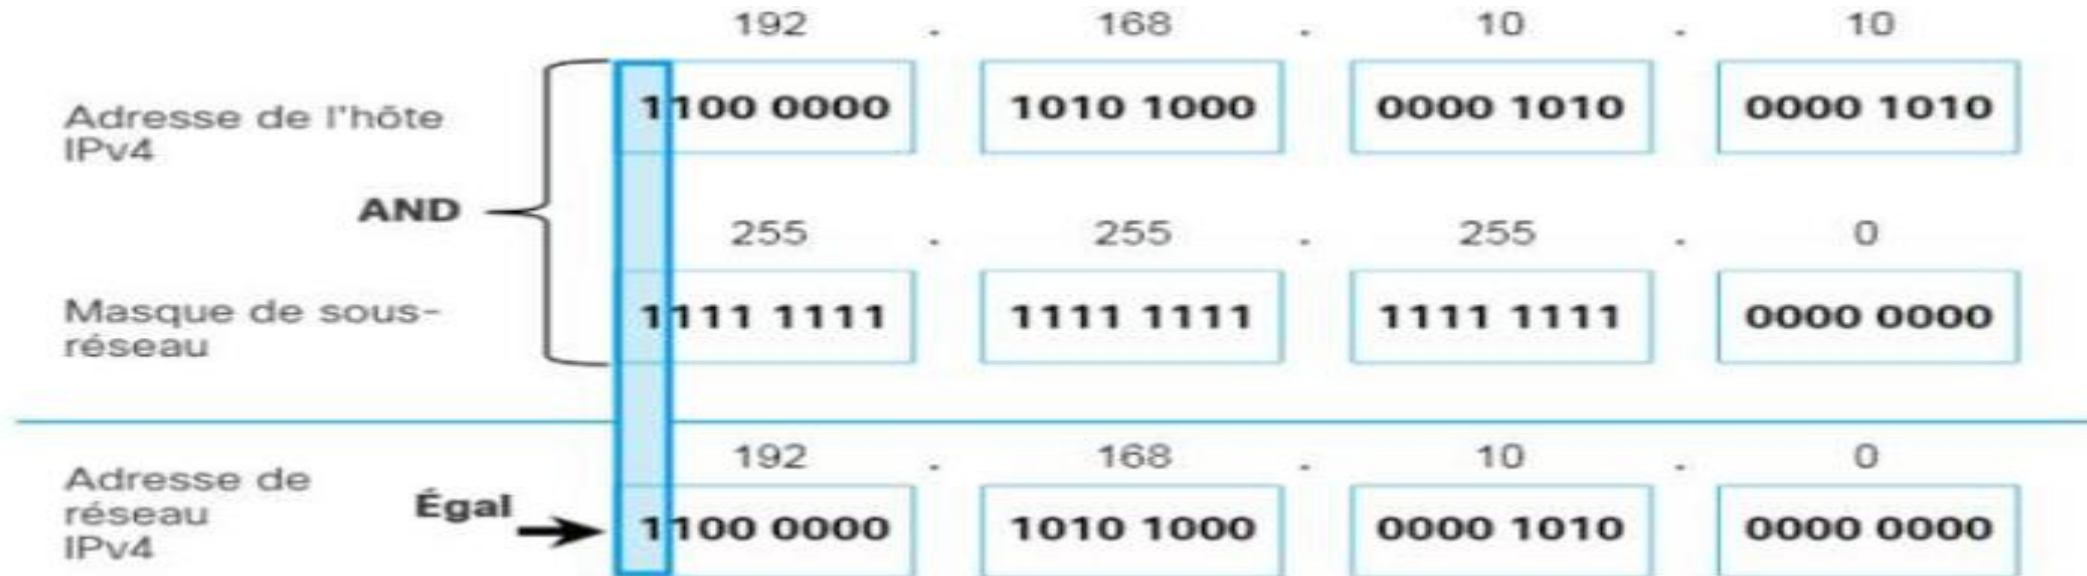 192 . 168 . 10 . 10
Adresse de l'hôte
IPv4
1100 0000 1010 1000 0000 1010 0000 1010
AND
255 . 255 . 255 . 0
Masque de sous-
réseau
1111 1111 1111 1111 1111 1111 0000 0000
192 . 168 . 10 . 0
Adresse de
réseau
IPv4
Égal
1100 0000 1010 1000 0000 1010 0000 0000